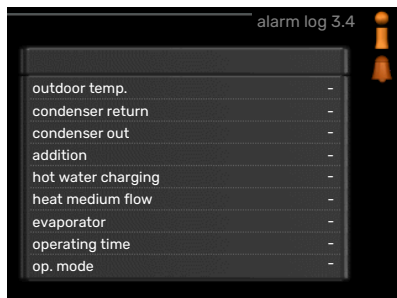 alarm log 3.4
outdoor temp. -
condenser return -
condenser out -
addition -
hot water charging -
heat medium flow -
evaporator -
operating time -
op. mode -